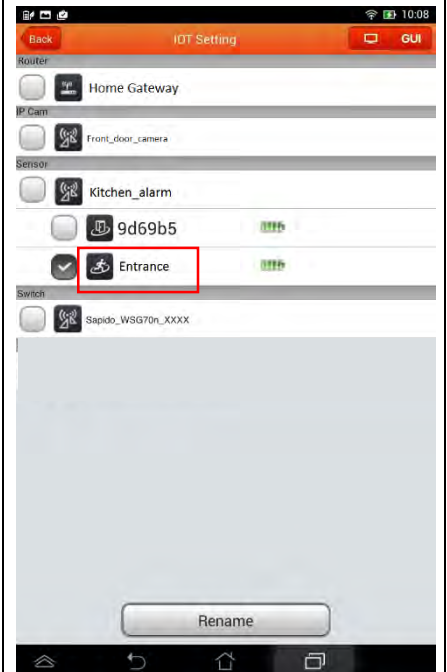 10:08
Back
IOT Setting
GUI
Router
Home Gateway
IP Cam
Front_door_camera
Sensor
Kitchen_alarm
9d69b5
Entrance
Switch
Sapido_WSG70n_XXXX
Rename